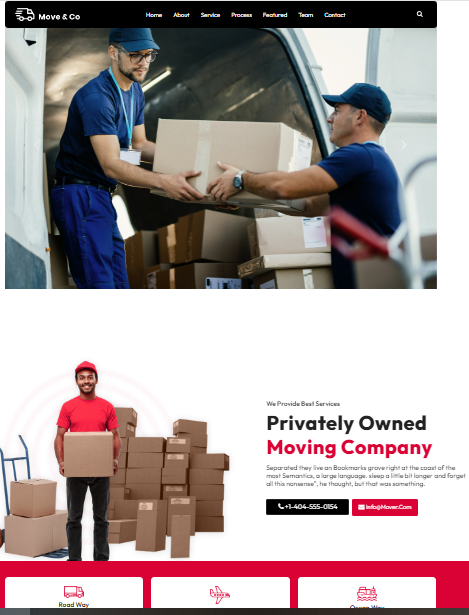 Move & Co
Home About Service Process Featured Team Contact
We Provide Best Services
Privately Owned
Moving Company
Separated they live an Bookmarks grove right at the coast of the
most Semantics, a large language. sleep a little bit longer and forget
all this nonsense", he thought, but that was something.
+1-404-555-0154 Info@Mover.Com
Road Way
Ocean Way